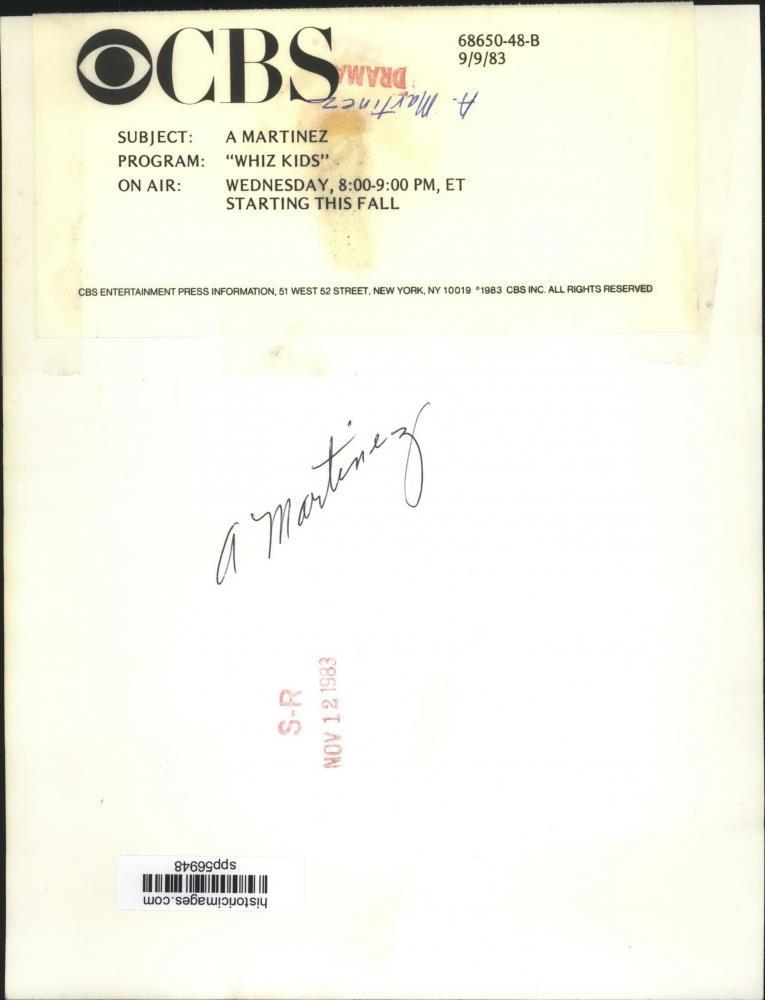 CBS
68650-48-B
9/9/83
DRAMA
A. Martinez
SUBJECT: A MARTINEZ
PROGRAM: “WHIZ KIDS”
ON AIR: WEDNESDAY, 8:00-9:00 PM, ET
STARTING THIS FALL
CBS ENTERTAINMENT PRESS INFORMATION, 51 WEST 52 STREET, NEW YORK, NY 10019 ©1983 CBS INC. ALL RIGHTS RESERVED
A Martinez
S-R
NOV 12 1983
spp56948
historicimages.com